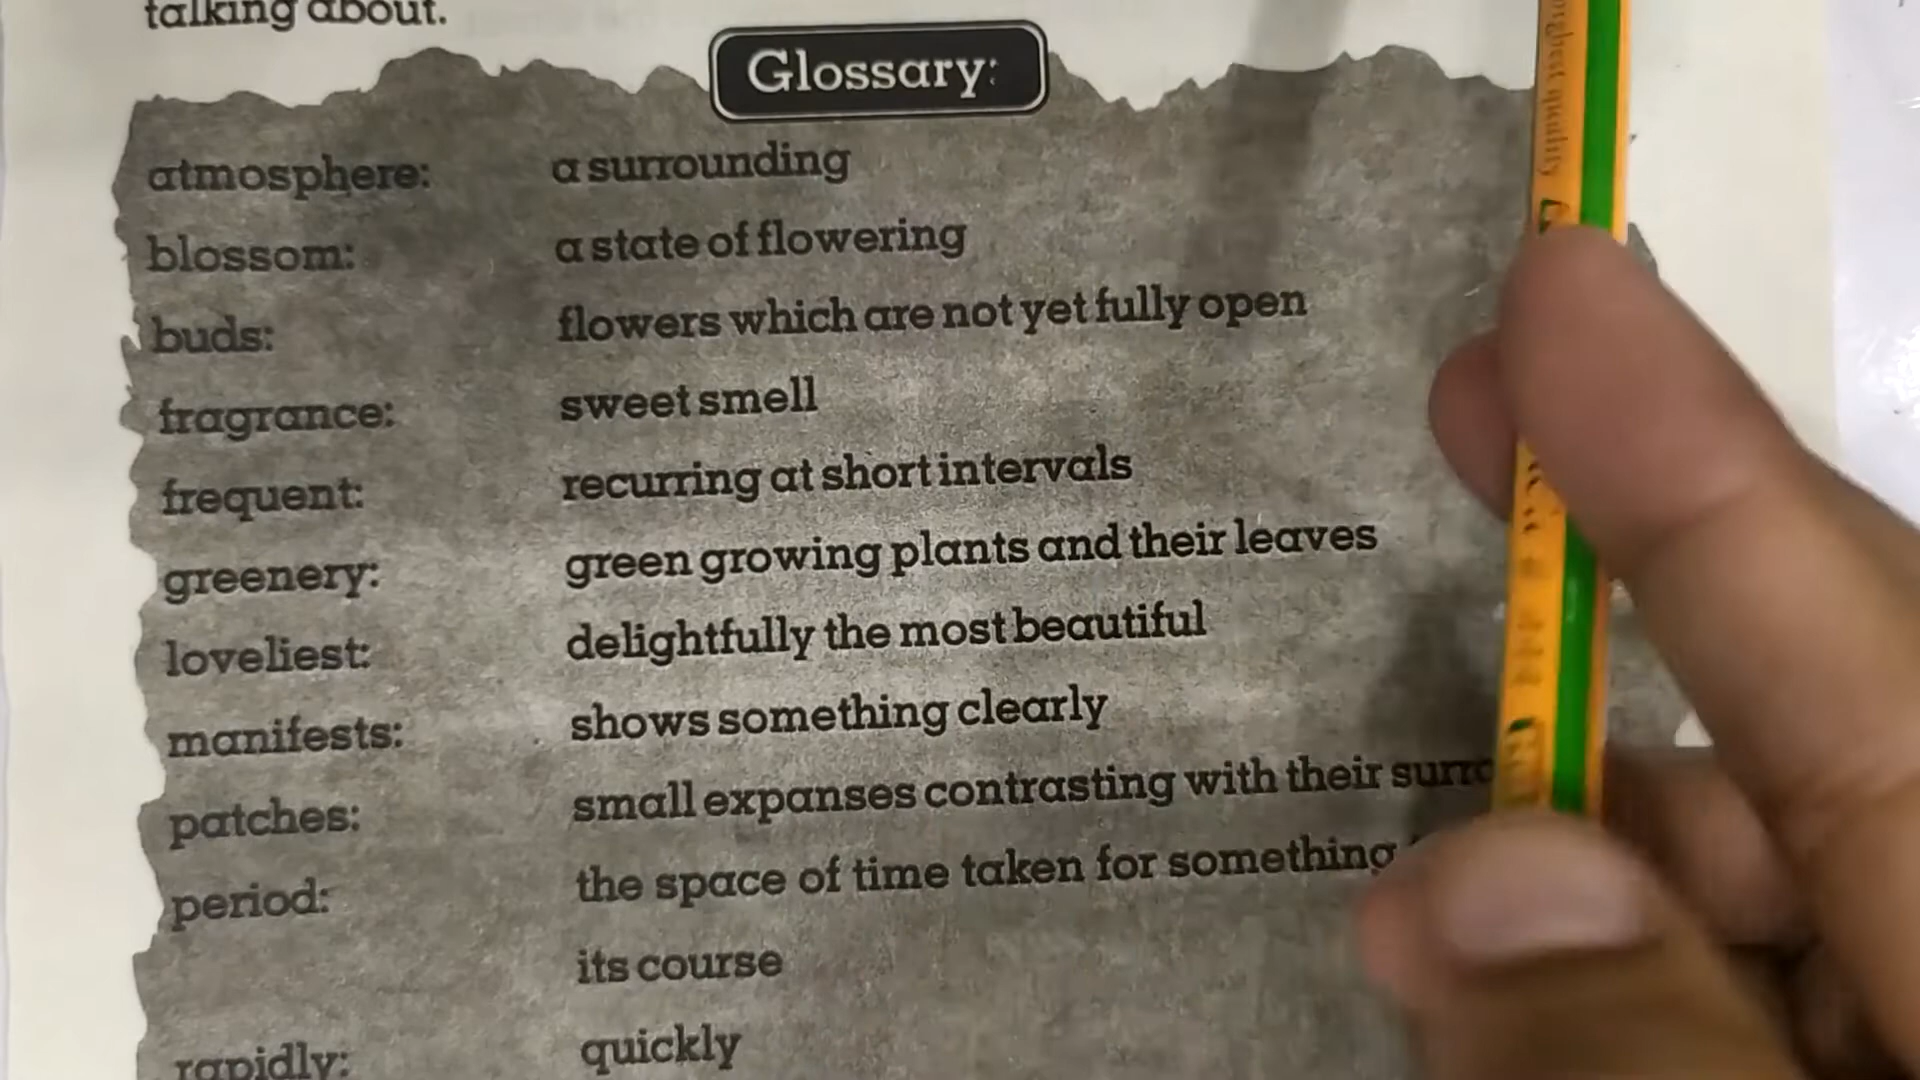 talking about.
Glossary:
atmosphere: a surrounding
blossom: a state of flowering
buds: flowers which are not yet fully open
fragrance: sweet smell
frequent: recurring at short intervals
greenery: green growing plants and their leaves
loveliest: delightfully the most beautiful
manifests: shows something clearly
patches: small expanses contrasting with their
period: the space of time taken for something
its course
rapidly: quickly